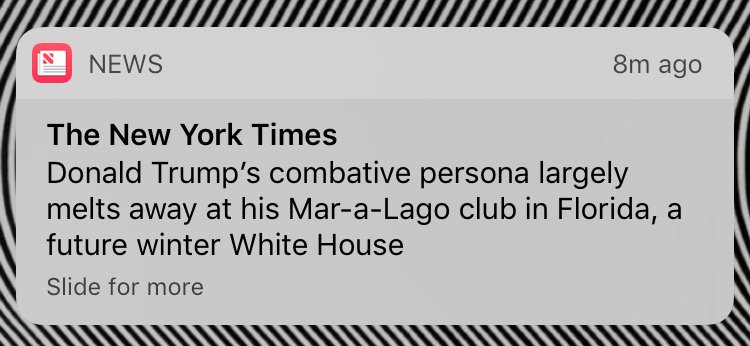 NEWS
8m ago
The New York Times
Donald Trump’s combative persona largely
melts away at his Mar-a-Lago club in Florida, a
future winter White House
Slide for more